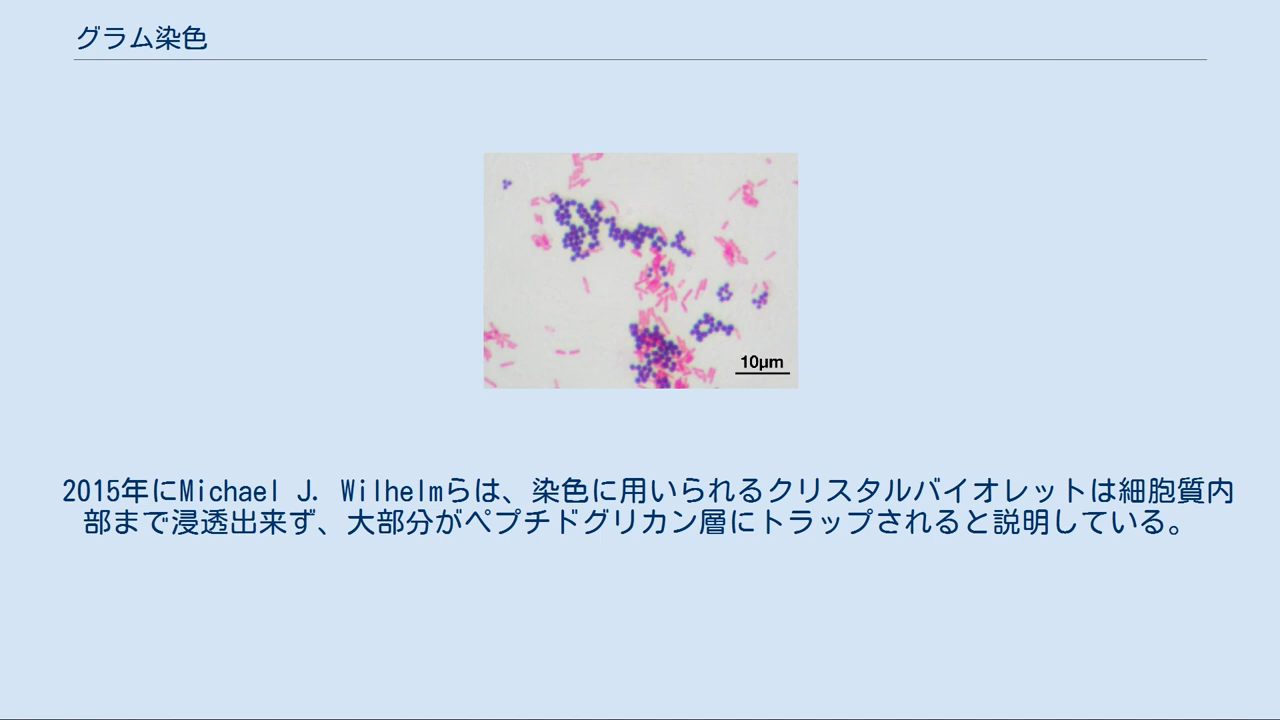 グラム染色
10μm
2015年にMichael J. Wilhelmらは、染色に用いられるクリスタルバイオレットは細胞質内
部まで浸透出来ず、大部分がペプチドグリカン層にトラップされると説明している。